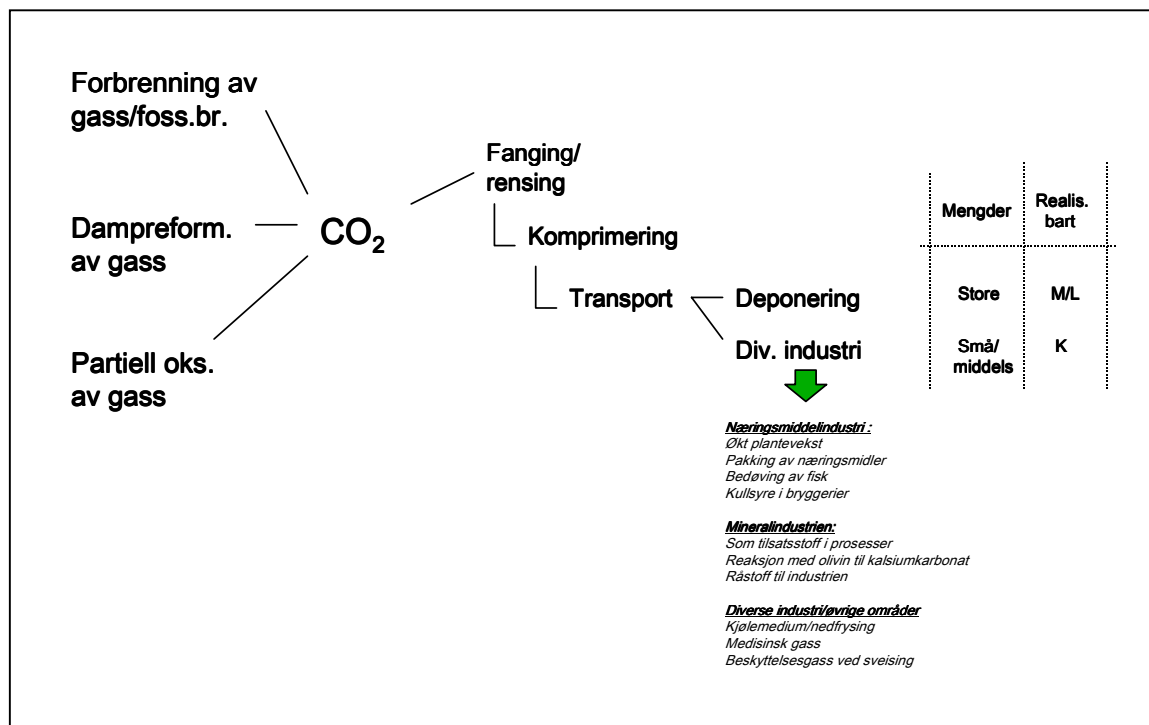 Forbrenning av
gass/foss.br.
Dampreform.
av gass
Partiell oks.
av gass
CO₂
Fanging/
rensing
Komprimering
Transport
Deponering
Div. industri
Mengder
Realis.
bart
Store
M/L
Små/
middels
K
Næringsmiddelindustri :
Økt plantevekst
Pakking av næringsmidler
Bedøving av fisk
Kullsyre i bryggerier
Mineralindustrien:
Som tilsatsstoff i prosesser
Reaksjon med olivin til kalsiumkarbonat
Råstoff til industrien
Diverse industri/øvrige områder
Kjølemedium/nedfrysing
Medisinsk gass
Beskyttelsesgass ved sveising